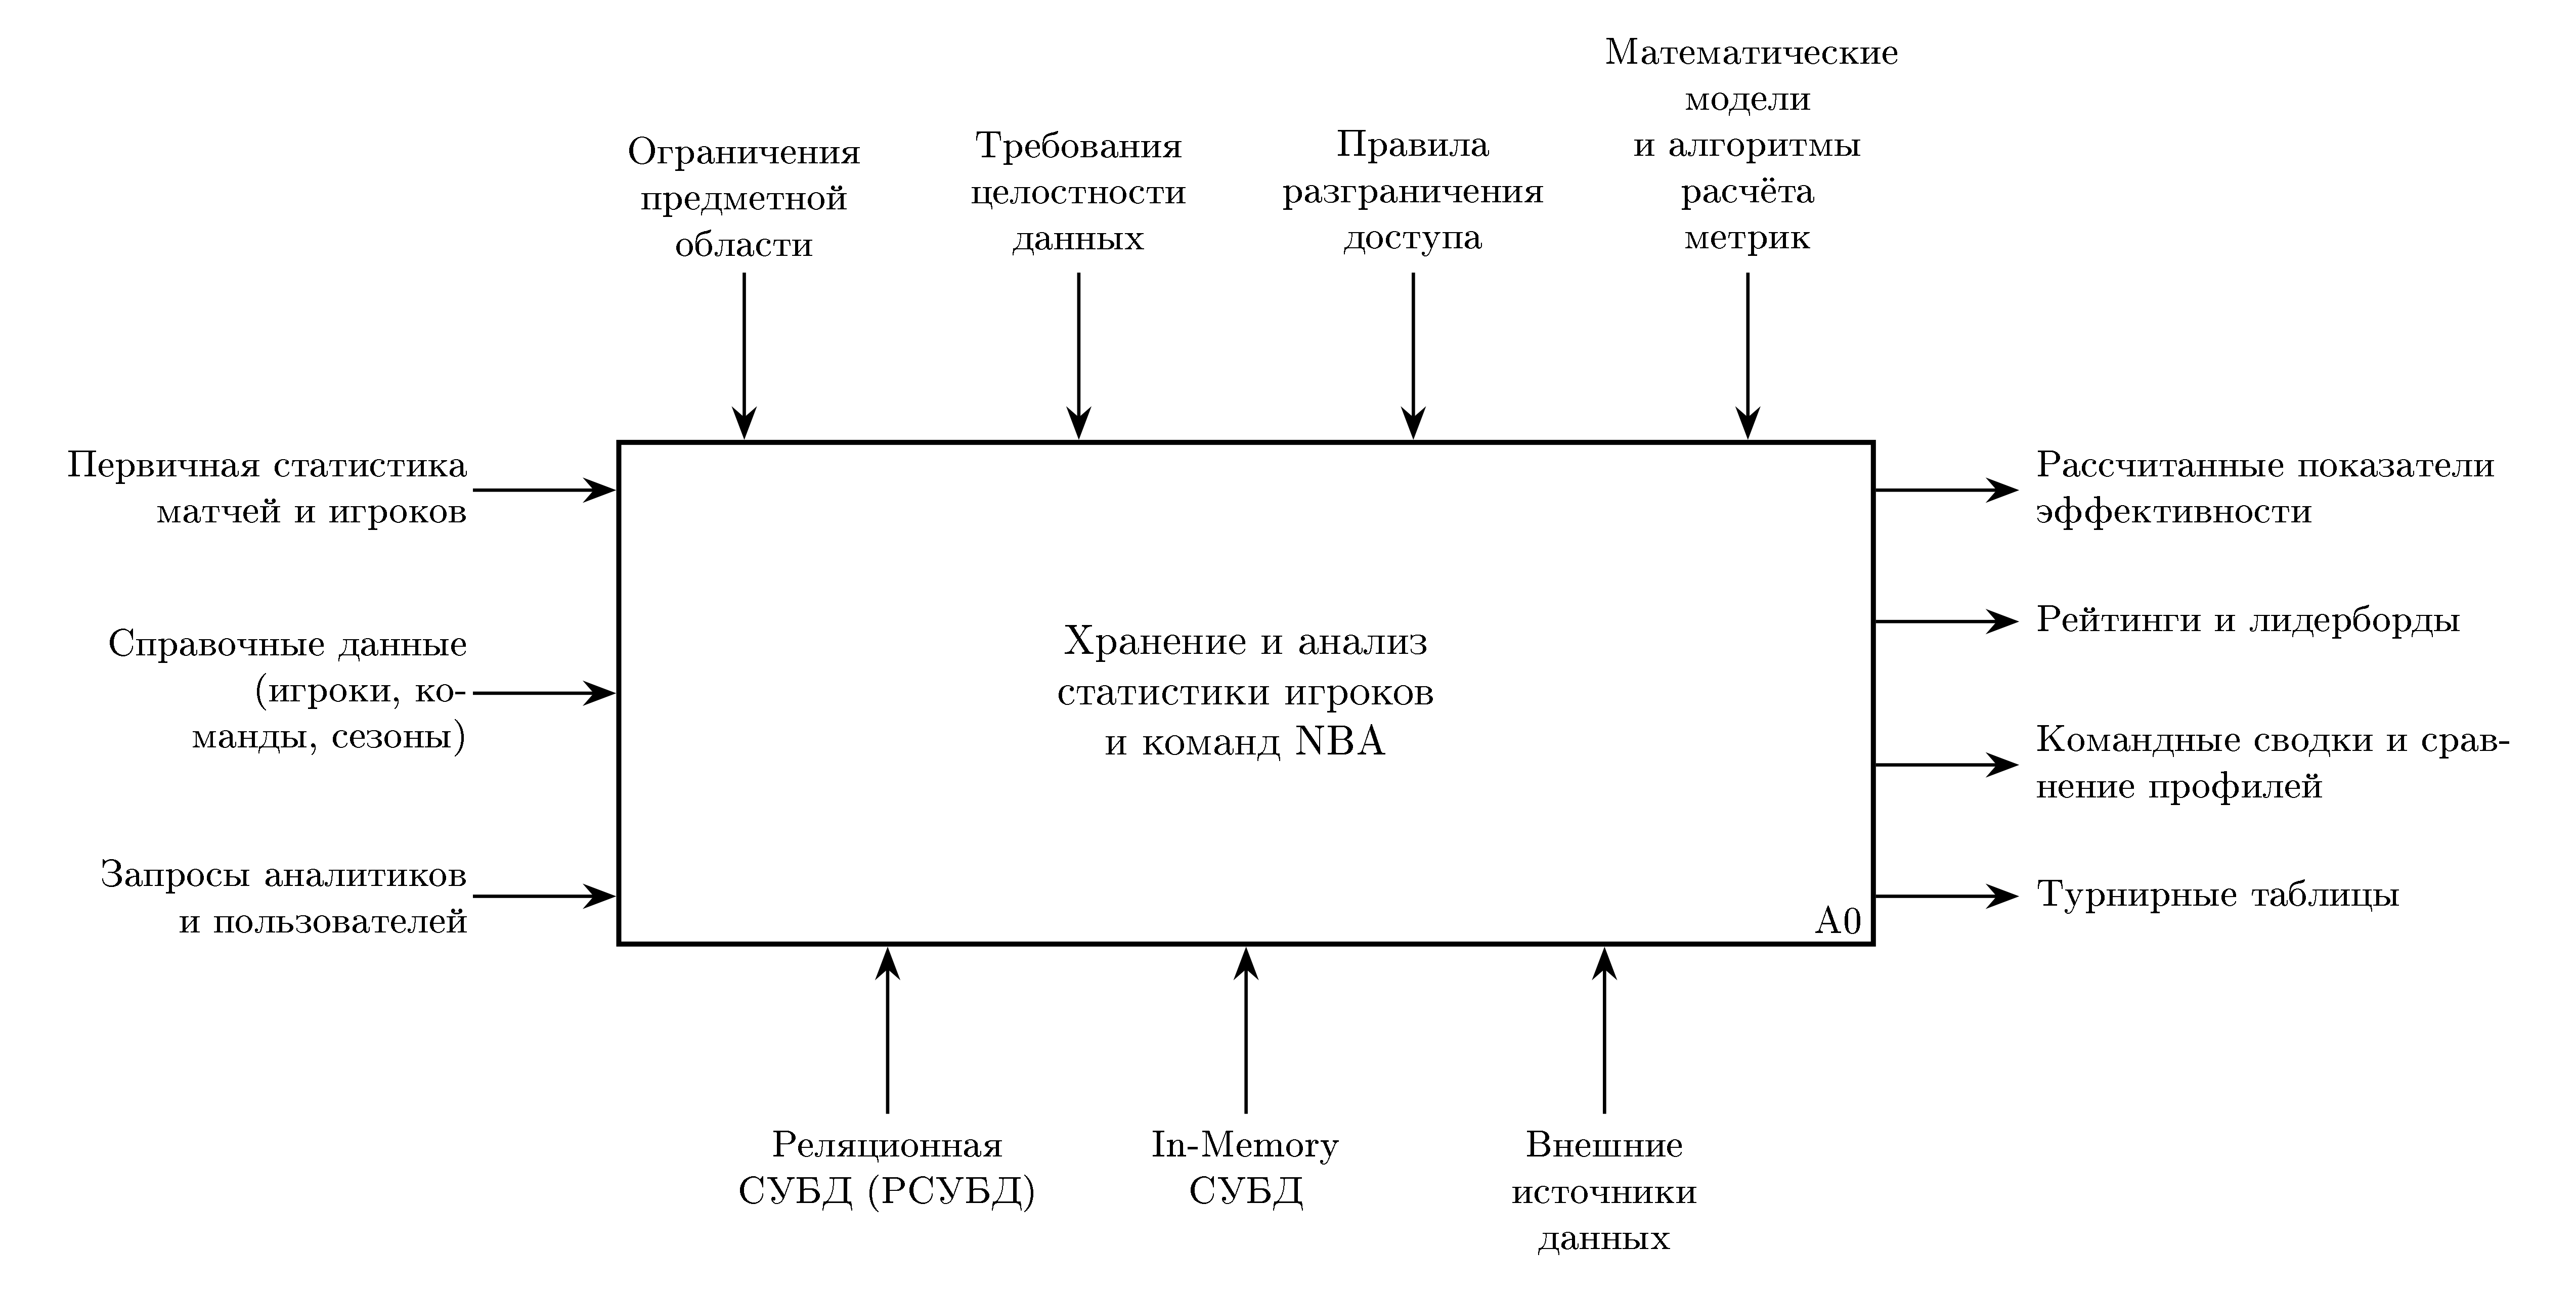 Ограничения
предметной
области
Требования
целостности
данных
Правила
разграничения
доступа
Математические
модели
и алгоритмы
расчёта
метрик
Первичная статистика
матчей и игроков
Справочные данные
(игроки, ко-
манды, сезоны)
Запросы аналитиков
и пользователей
Хранение и анализ
статистики игроков
и команд NBA
A0
Рассчитанные показатели
эффективности
Рейтинги и лидерборды
Командные сводки и срав-
нение профилей
Турнирные таблицы
Реляционная
СУБД (РСУБД)
In-Memory
СУБД
Внешние
источники
данных